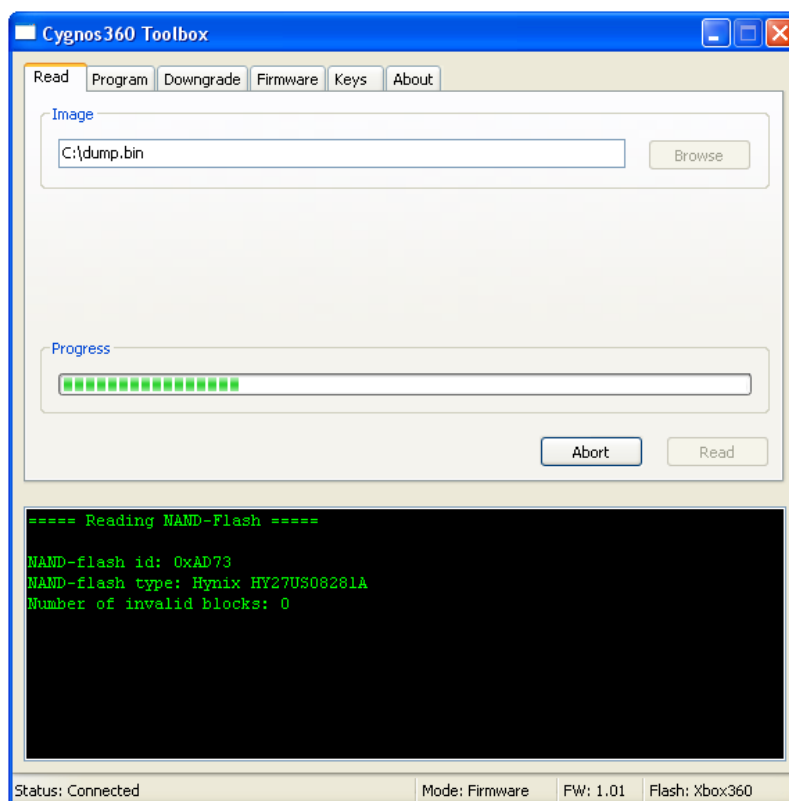 Cygnos360 Toolbox
Read Program Downgrade Firmware Keys About
Image
C:\dump.bin Browse
Progress
Abort Read
===== Reading NAND-Flash =====
NAND-flash id: 0xAD73
NAND-flash type: Hynix HY27US08281A
Number of invalid blocks: 0
Status: Connected Mode: Firmware FW: 1.01 Flash: Xbox360